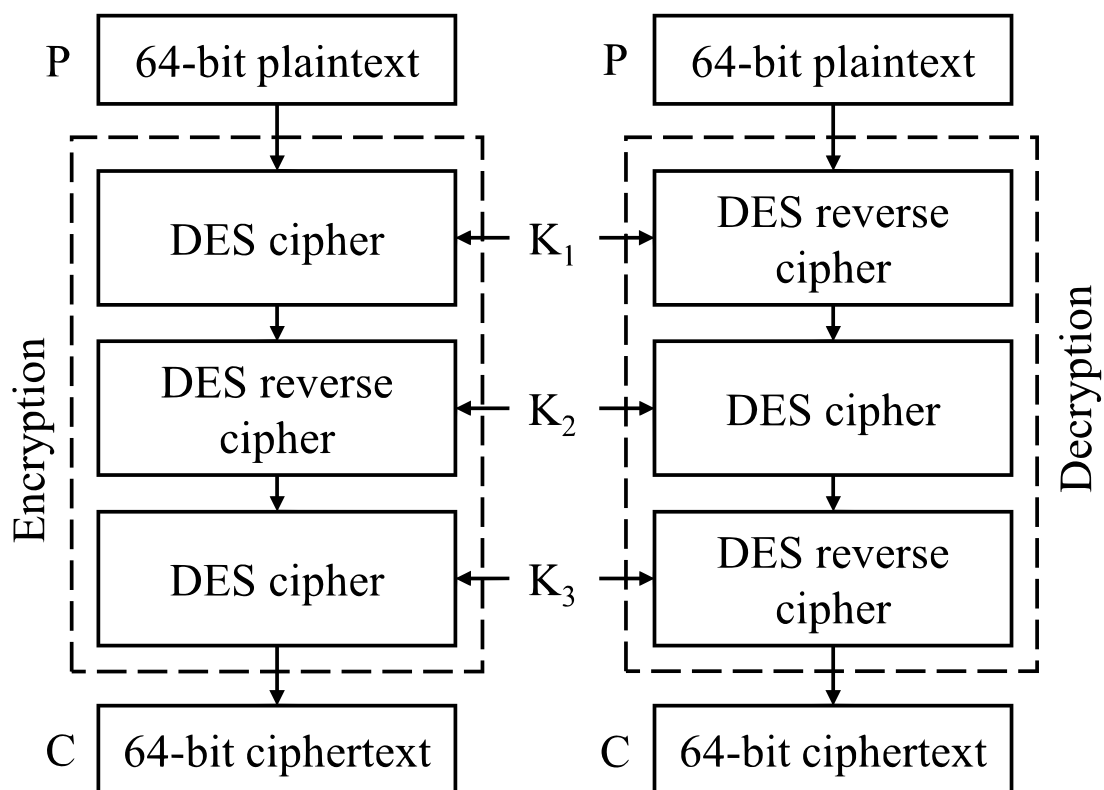 P 64-bit plaintext
P 64-bit plaintext
DES cipher
K₁
DES reverse
cipher
DES reverse
cipher
K₂
DES cipher
DES cipher
K₃
DES reverse
cipher
Encryption
Decryption
C 64-bit ciphertext
C 64-bit ciphertext